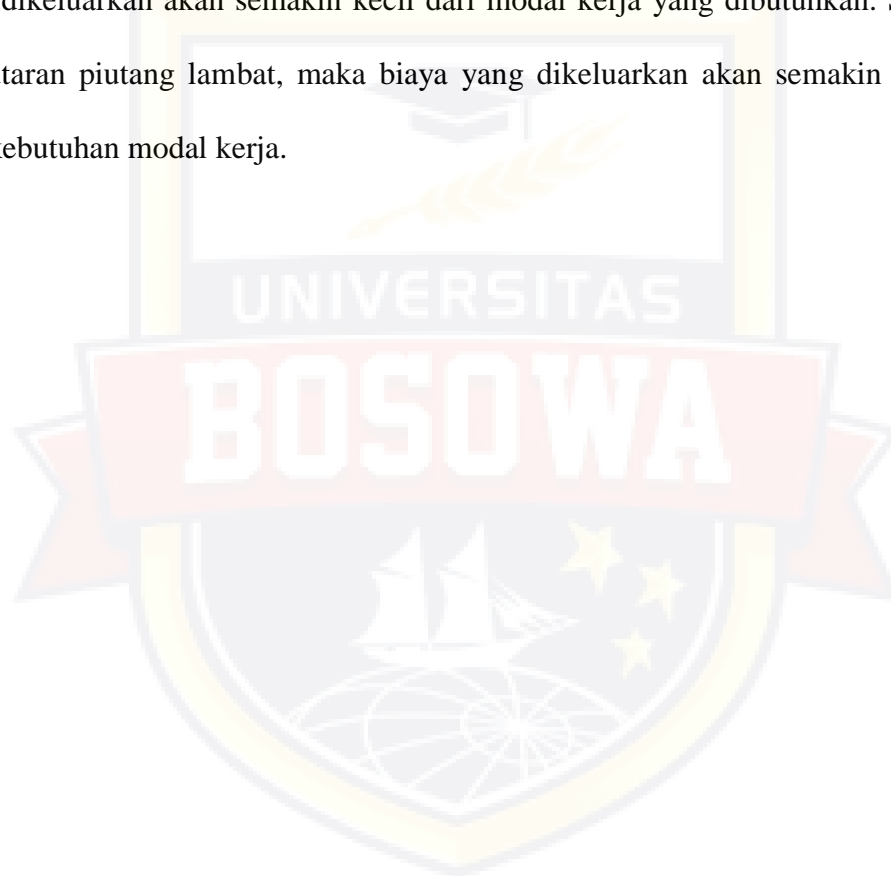 dikeluarkan akan semakin kecil dari modal kerja yang dibutuhkan.
taran piutang lambat, maka biaya yang dikeluarkan akan semakin
kebutuhan modal kerja.
UNIVERSITAS
BOSOWA